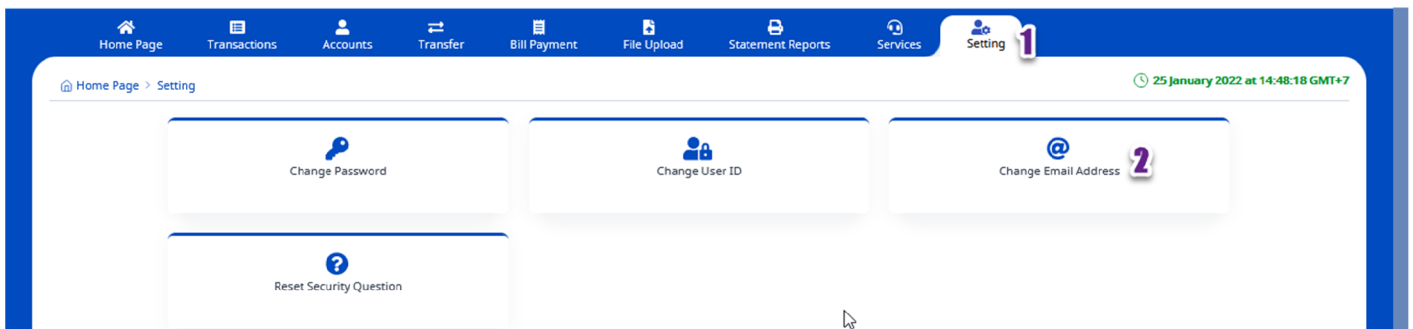 Home Page Transactions Accounts Transfer Bill Payment File Upload Statement Reports Services Setting 1
Home Page > Setting 25 January 2022 at 14:48:18 GMT+7
Change Password Change User ID Change Email Address 2
Reset Security Question